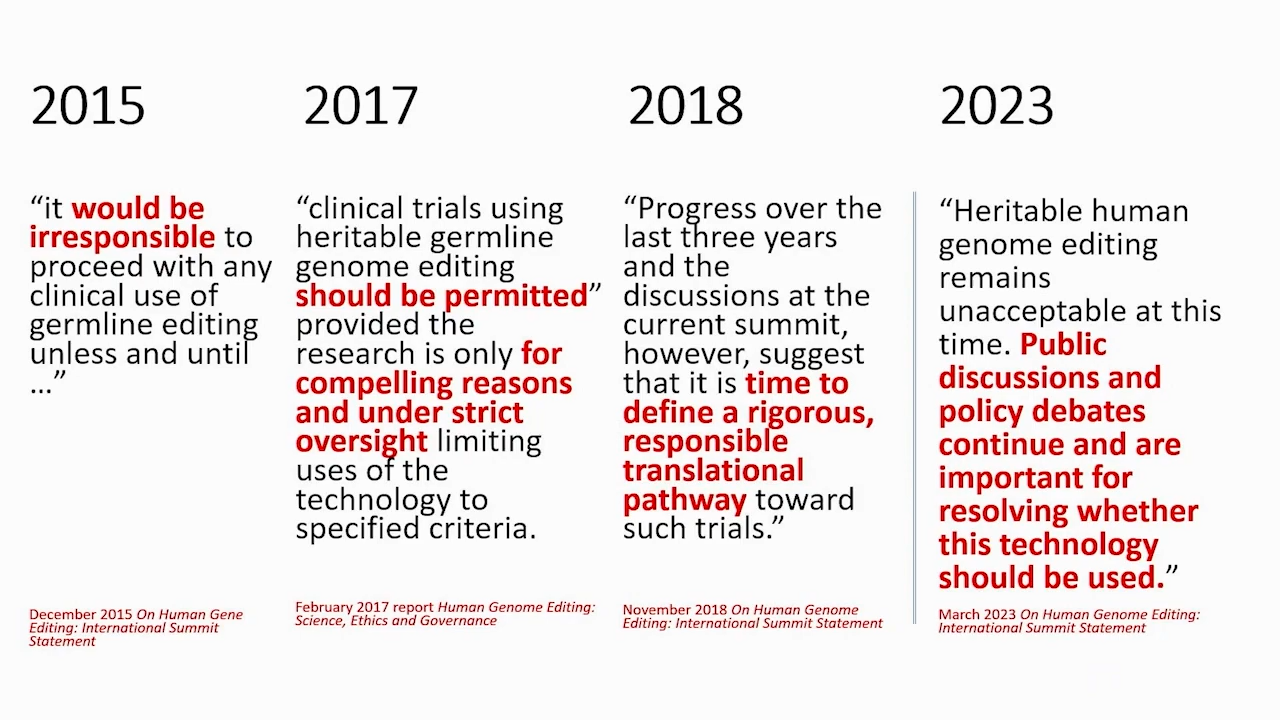 2015
“it would be
irresponsible to
proceed with any
clinical use of
germline editing
unless and until
...”
December 2015 On Human Gene
Editing: International Summit
Statement
2017
“clinical trials using
heritable germline
genome editing
should be permitted”
provided the
research is only for
compelling reasons
and under strict
oversight limiting
uses of the
technology to
specified criteria.
February 2017 report Human Genome Editing:
Science, Ethics and Governance
2018
“Progress over the
last three years
and the
discussions at the
current summit,
however, suggest
that it is time to
define a rigorous,
responsible
translational
pathway toward
such trials.”
November 2018 On Human Genome
Editing: International Summit Statement
2023
“Heritable human
genome editing
remains
unacceptable at this
time. Public
discussions and
policy debates
continue and are
important for
resolving whether
this technology
should be used.”
March 2023 On Human Genome Editing:
International Summit Statement